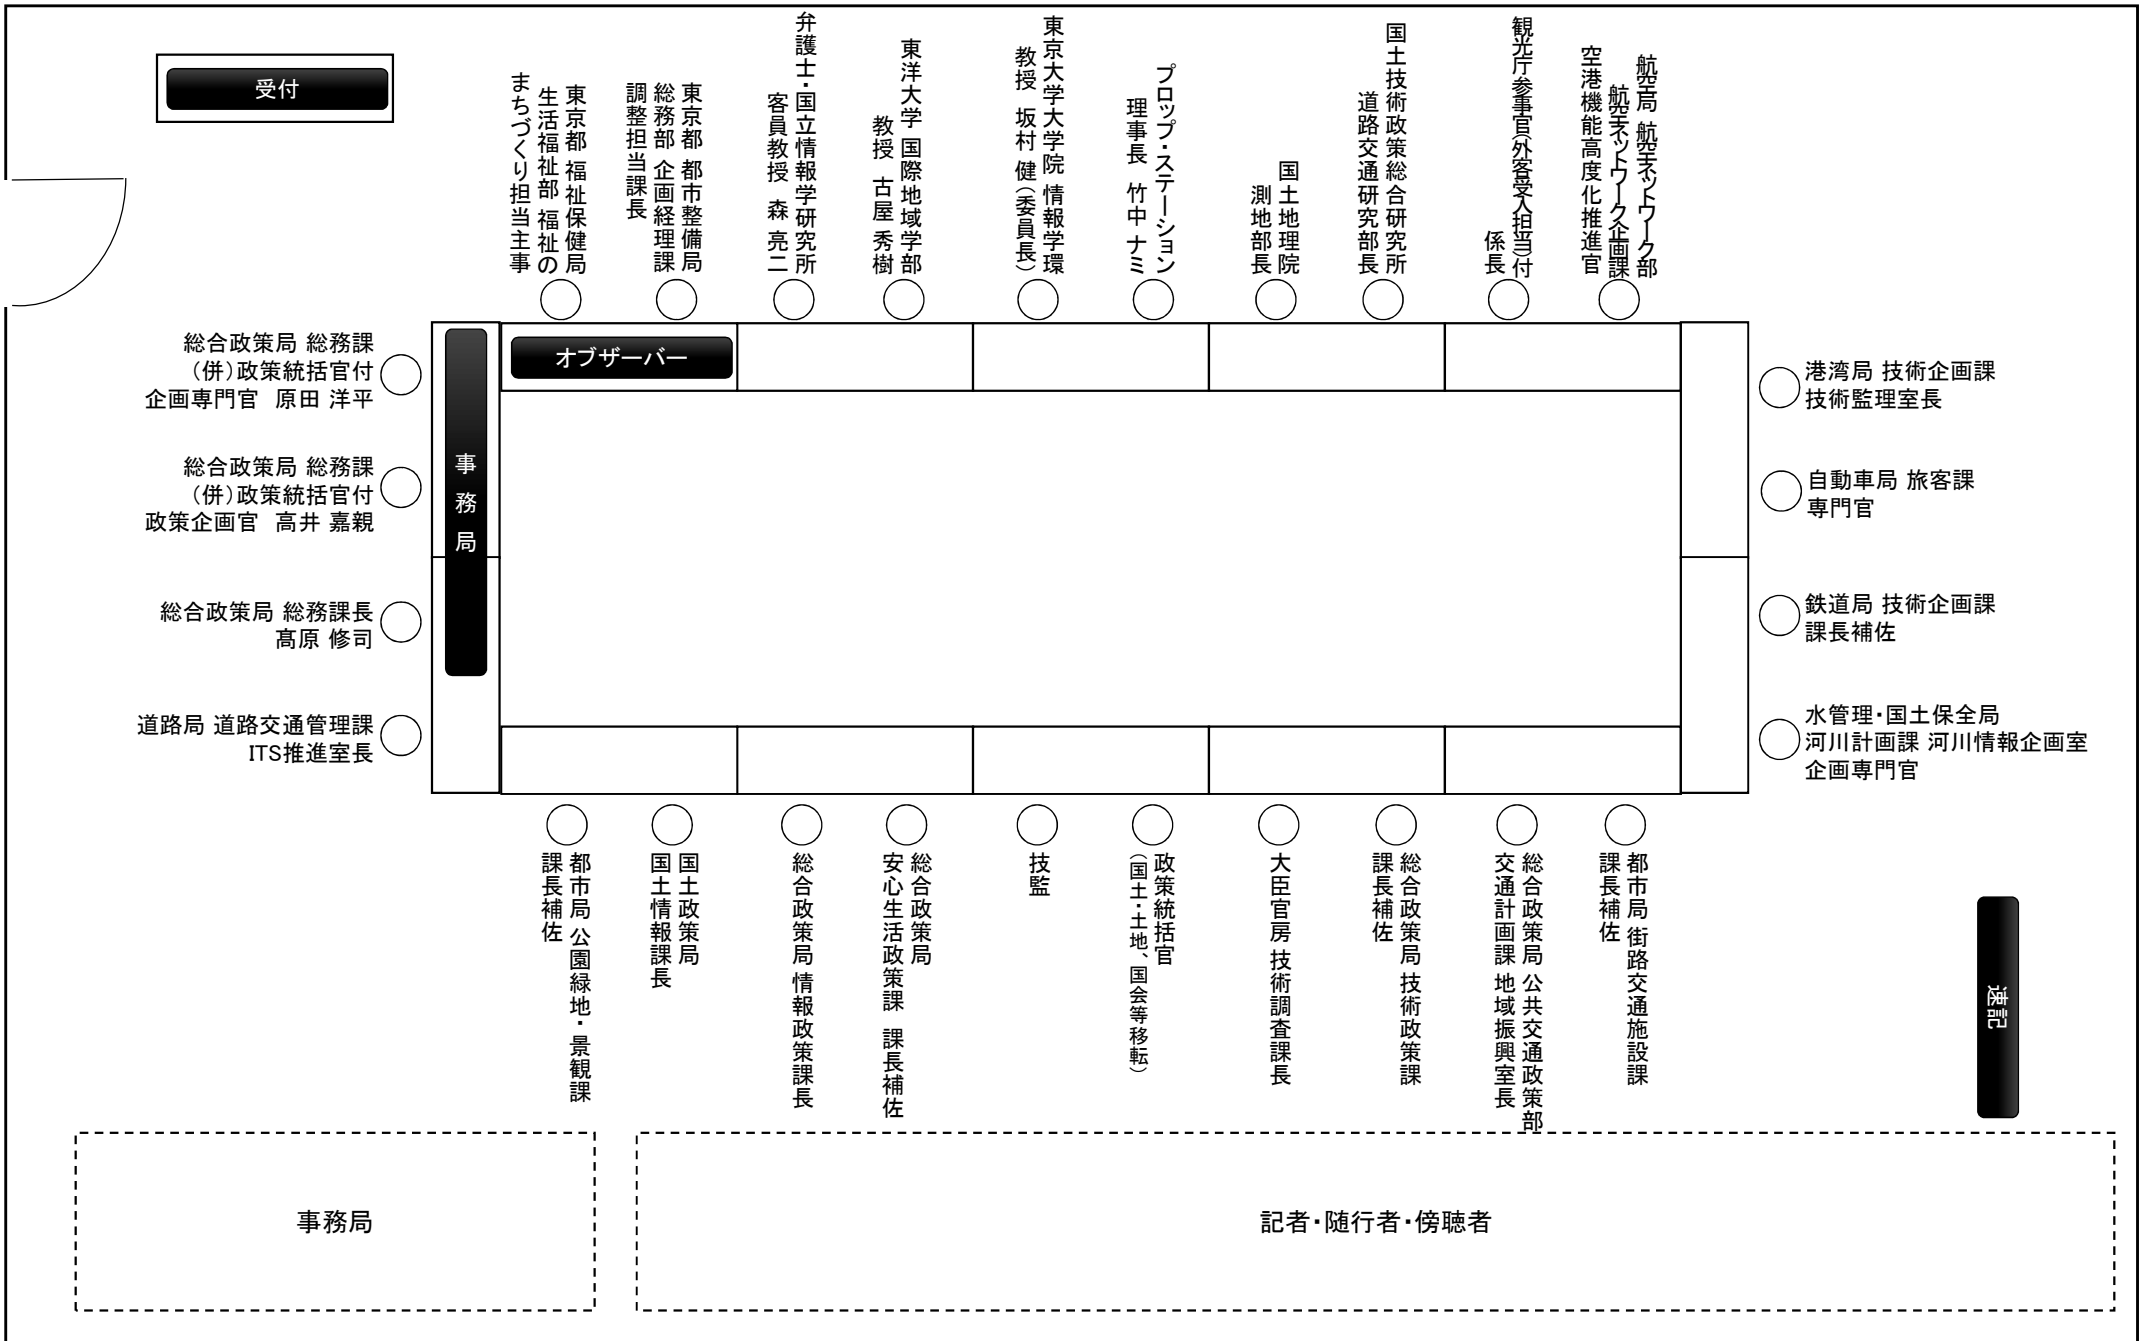 受付
東京都 福祉保健局
生活福祉部 福祉の
まちづくり担当主事
東京都 都市整備局
総務部 企画経理課
調整担当課長
弁護士・国立情報学研究所
客員教授 森 亮二
東洋大学 国際地域学部
教授 古屋 秀樹
東京大学大学院 情報学環
教授 坂村 健(委員長)
プロップ・ステーション
理事長 竹中 ナミ
国土地理院
測地部長
国土技術政策総合研究所
道路交通研究部長
観光庁参事官(外客受入担当)付
係長
航空局 航空ネットワーク部
航空ネットワーク企画課
空港機能高度化推進官
オブザーバー
事務局
総合政策局 総務課
(併)政策統括官付
企画専門官 原田 洋平
総合政策局 総務課
(併)政策統括官付
政策企画官 高井 嘉親
総合政策局 総務課長
髙原 修司
道路局 道路交通管理課
ITS推進室長
港湾局 技術企画課
技術監理室長
自動車局 旅客課
専門官
鉄道局 技術企画課
課長補佐
水管理・国土保全局
河川計画課 河川情報企画室
企画専門官
都市局 公園緑地・景観課
課長補佐
国土政策局
国土情報課長
総合政策局 情報政策課長
総合政策局
安心生活政策課 課長補佐
技監
政策統括官
(国土・土地、国会等移転)
大臣官房 技術調査課長
総合政策局 技術政策課
課長補佐
総合政策局 公共交通政策部
交通計画課 地域振興室長
都市局 街路交通施設課
課長補佐
速記
事務局
記者・随行者・傍聴者